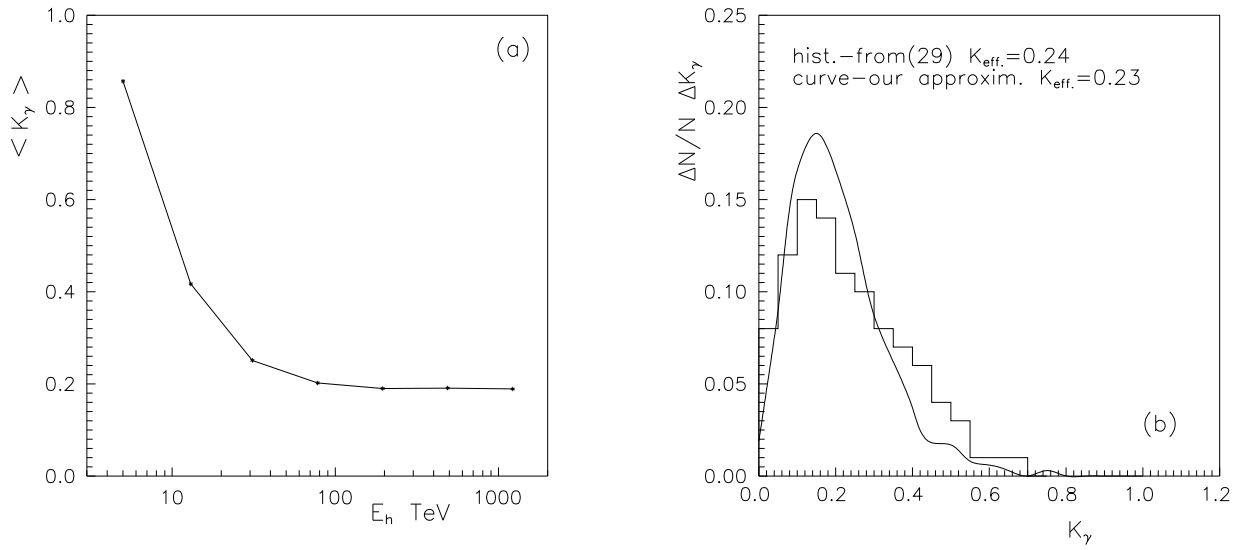 1.0
0.8
0.6
0.4
0.2
0.0
< K_γ >
(a)
10 100 1000
E_h TeV
0.25
0.20
0.15
0.10
0.05
0.00
ΔN/N ΔK_γ
hist.–from(29) K_eff.=0.24
curve–our approxim. K_eff.=0.23
(b)
0.0 0.2 0.4 0.6 0.8 1.0 1.2
K_γ